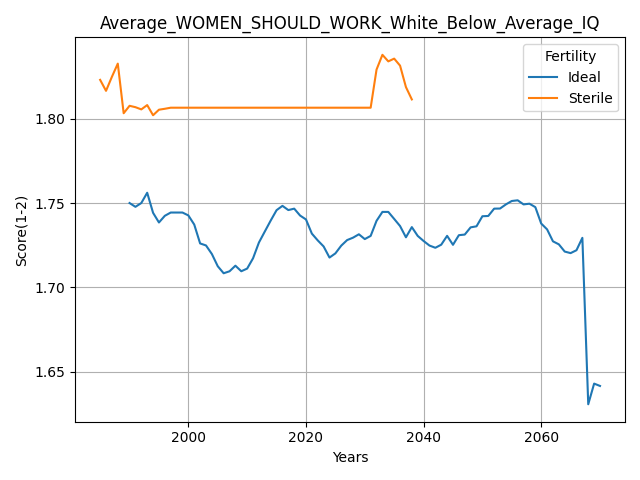 Average_WOMEN_SHOULD_WORK_White_Below_Average_IQ
Fertility
Ideal
Sterile
Score(1-2)
1.80
1.75
1.70
1.65
2000
2020
2040
2060
Years